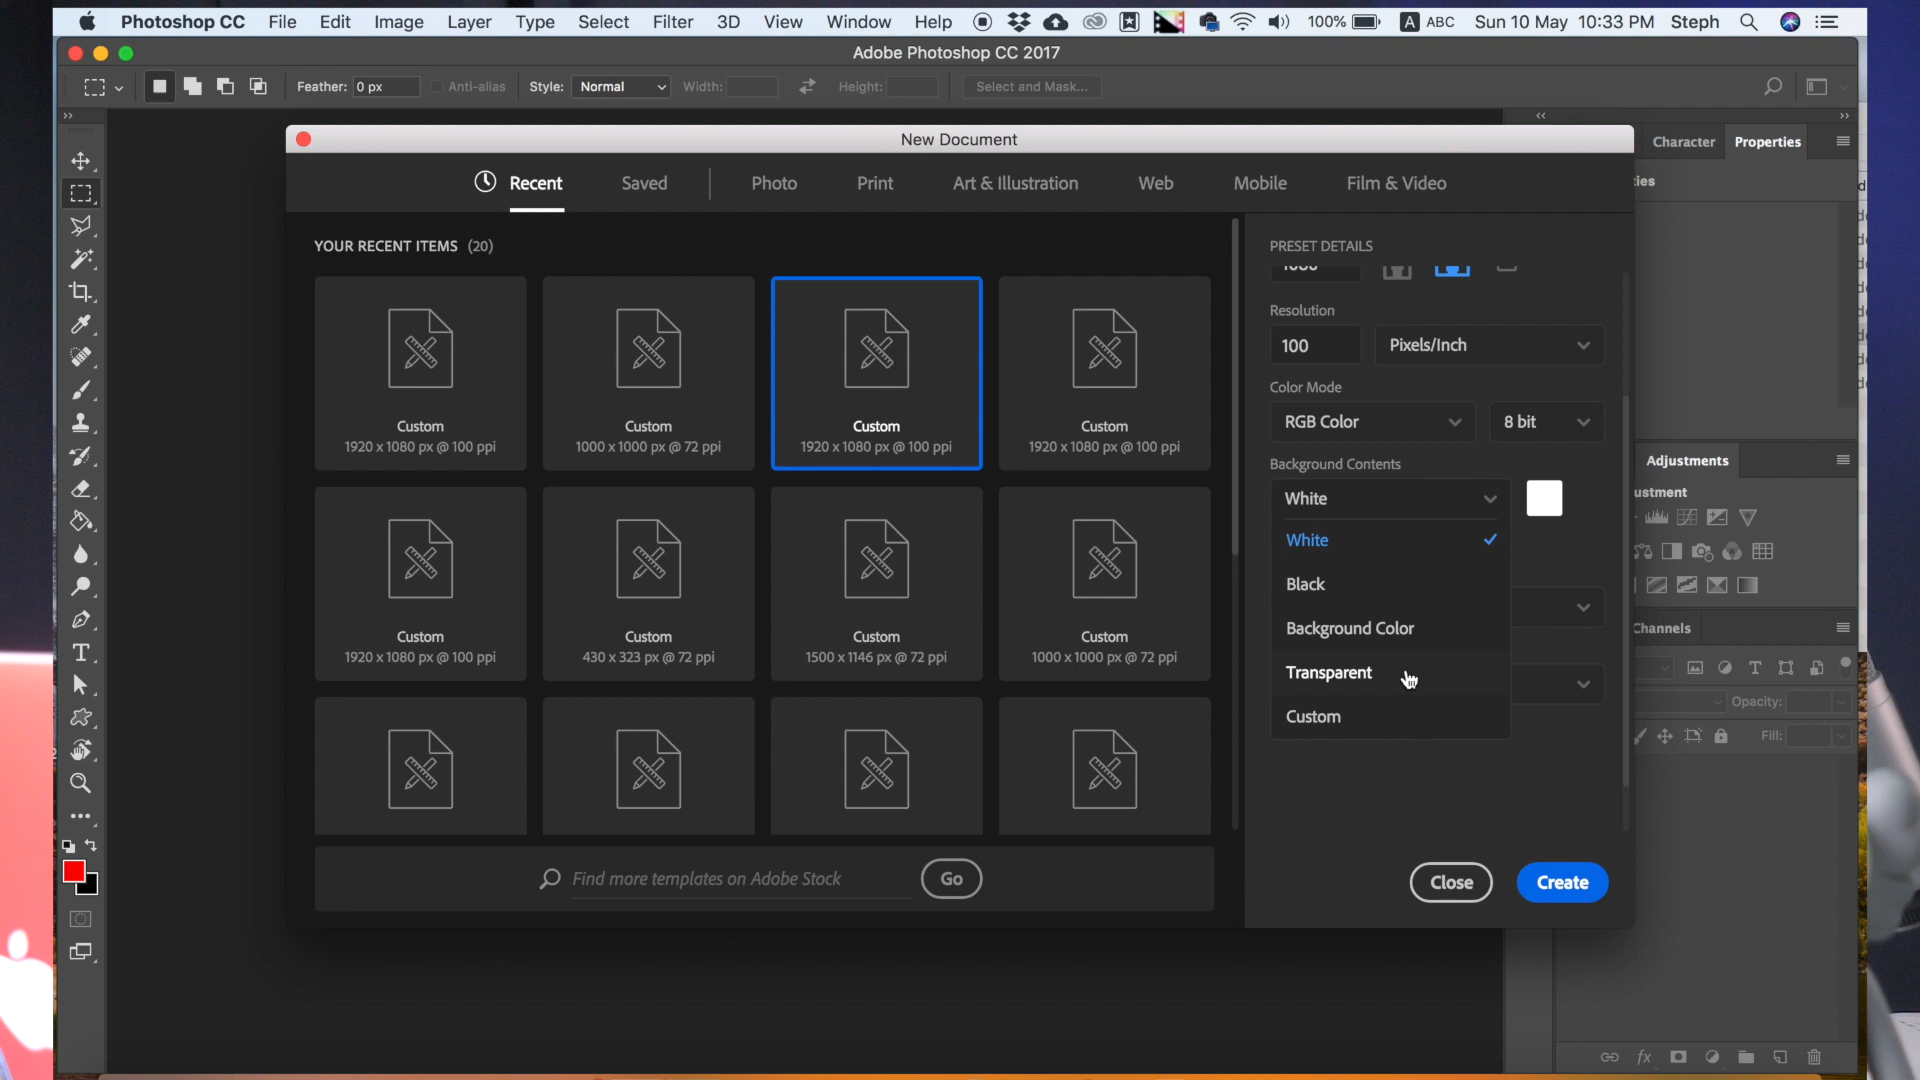 Photoshop CC File Edit Image Layer Type Select Filter 3D View Window Help 100% A ABC Sun 10 May 10:33 PM Steph
Adobe Photoshop CC 2017
Feather: 0 px Anti-alias Style: Normal Width: Height: Select and Mask...
New Document
Character Properties
Recent Saved Photo Print Art & Illustration Web Mobile Film & Video
YOUR RECENT ITEMS (20)
PRESET DETAILS
Resolution
100 Pixels/Inch
Color Mode
RGB Color 8 bit
Background Contents
White
White
Black
Background Color
Transparent
Custom
Custom Custom Custom Custom
1920 x 1080 px @ 100 ppi 1000 x 1000 px @ 72 ppi 1920 x 1080 px @ 100 ppi 1920 x 1080 px @ 100 ppi
Custom Custom Custom Custom
1920 x 1080 px @ 100 ppi 430 x 323 px @ 72 ppi 1500 x 1146 px @ 72 ppi 1000 x 1000 px @ 72 ppi
Find more templates on Adobe Stock Go
Close Create
Adjustments
Channels
Opacity:
Fill:
fx